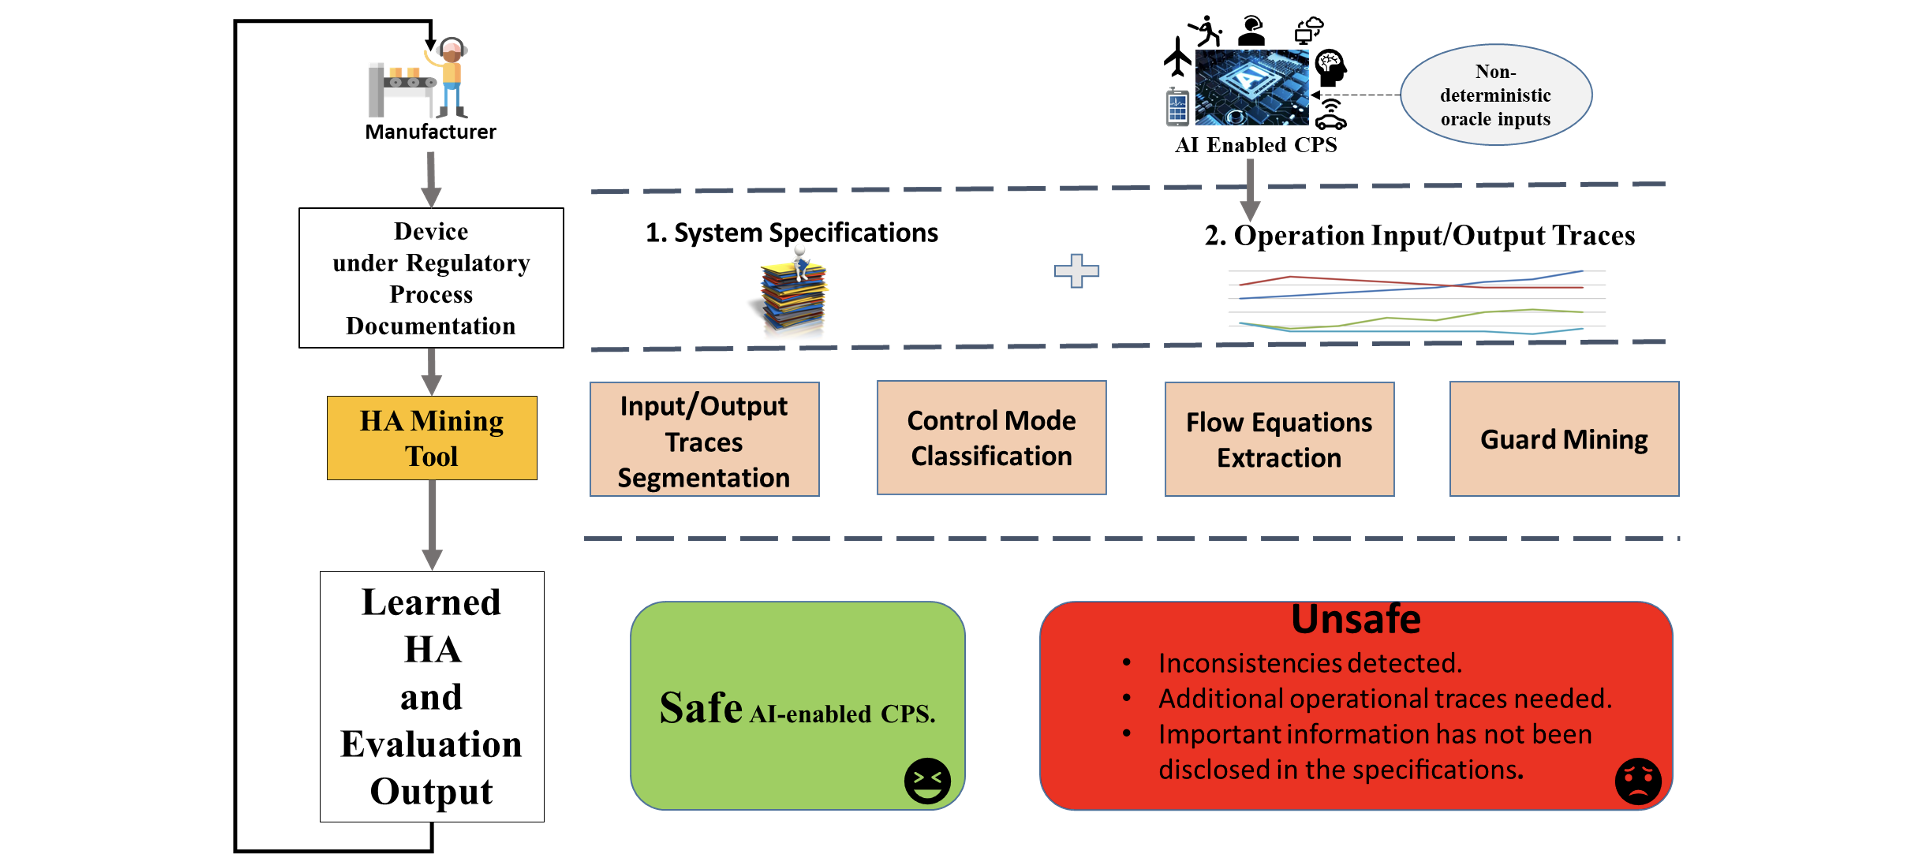 Manufacturer
Device
under Regulatory
Process
Documentation
HA Mining
Tool
Learned
HA
and
Evaluation
Output
AI
AI Enabled CPS
Non-
deterministic
oracle inputs
1. System Specifications
2. Operation Input/Output Traces
Input/Output
Traces
Segmentation
Control Mode
Classification
Flow Equations
Extraction
Guard Mining
Safe AI-enabled CPS.
Unsafe
• Inconsistencies detected.
• Additional operational traces needed.
• Important information has not been
disclosed in the specifications.